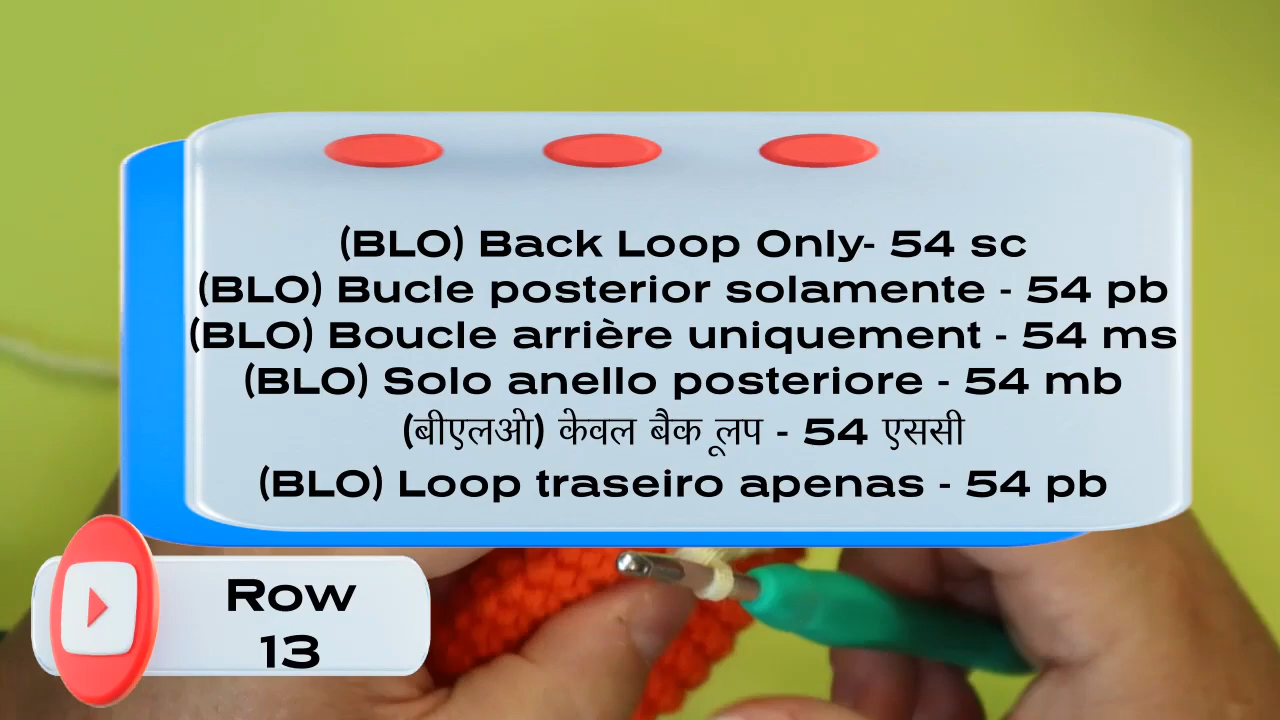 (BLO) Back Loop Only- 54 sc
(BLO) Bucle posterior solamente - 54 pb
(BLO) Boucle arrière uniquement - 54 ms
(BLO) Solo anello posteriore - 54 mb
(बीएलओ) केवल बैक लूप - 54 एससी
(BLO) Loop traseiro apenas - 54 pb
Row
13